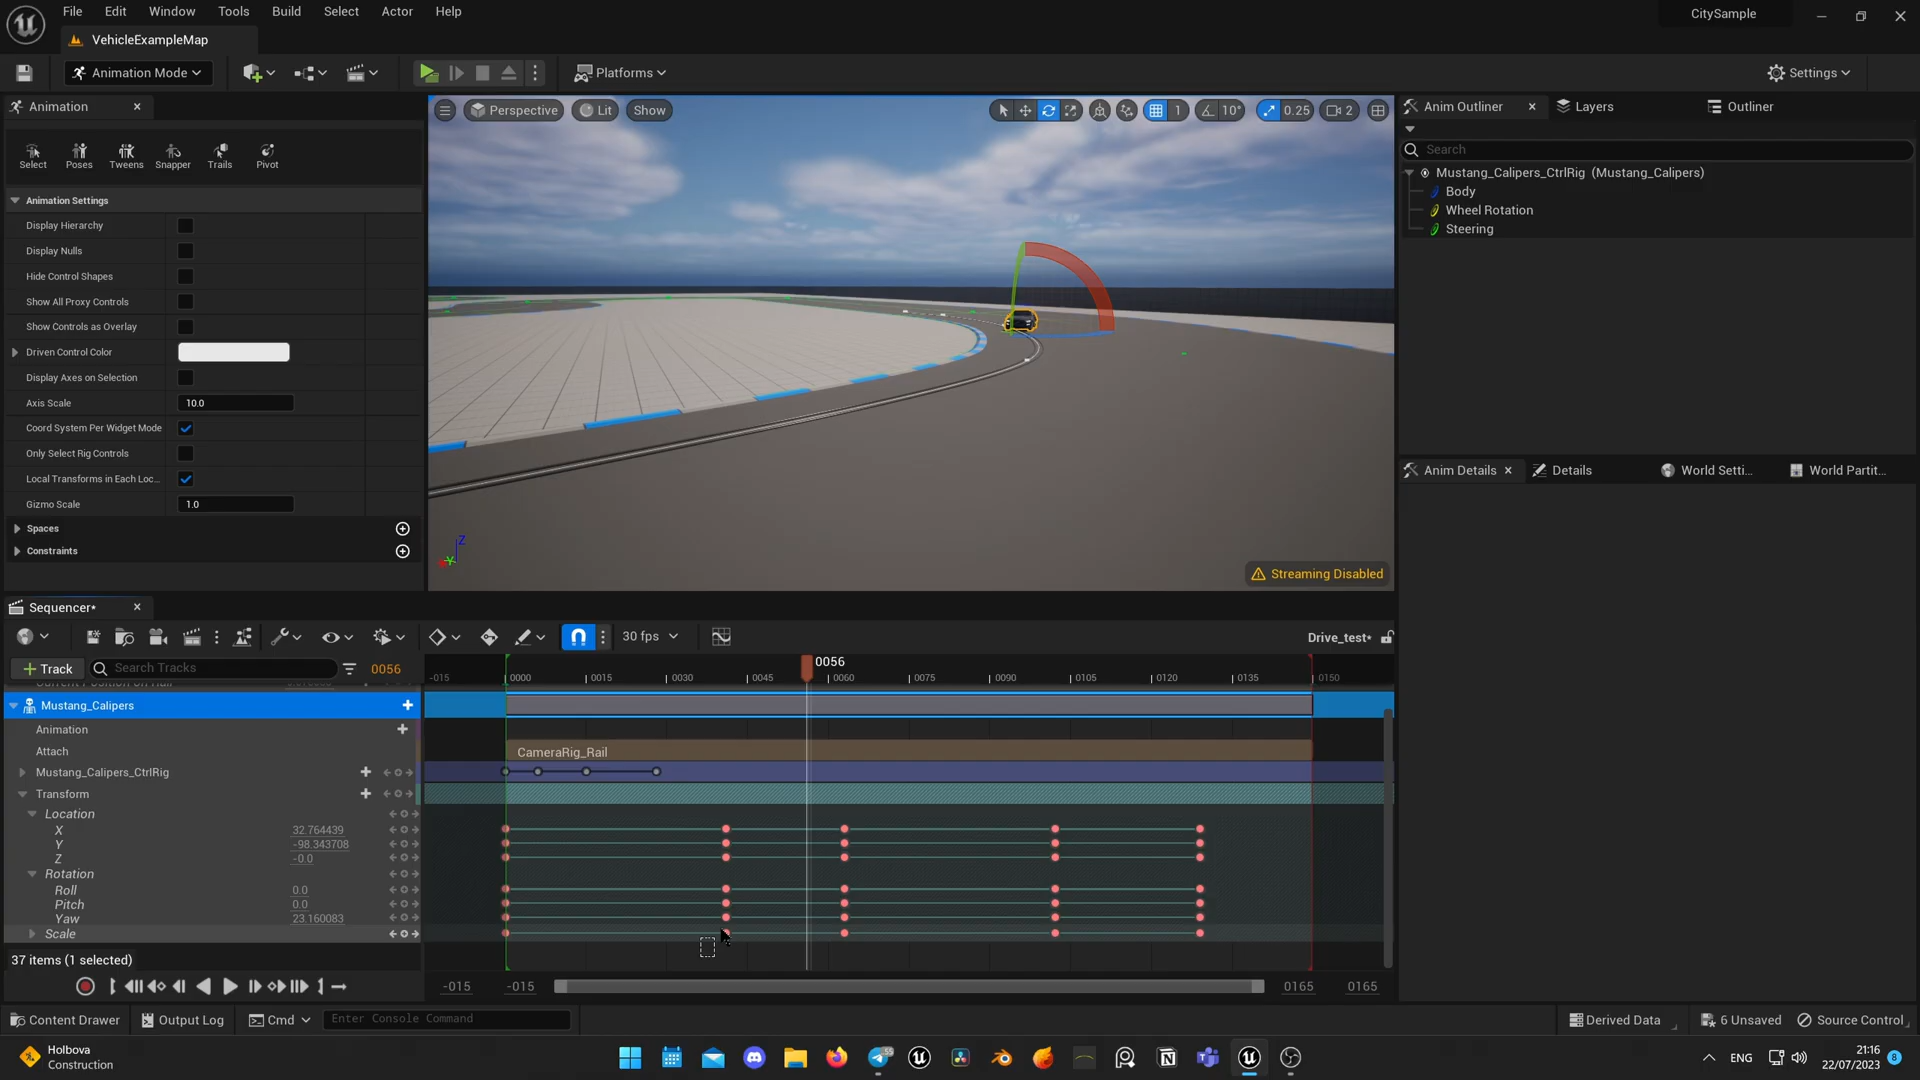 File Edit Window Tools Build Select Actor Help
CitySample
VehicleExampleMap
Animation Mode
Platforms
Settings
Animation
Perspective
Lit
Show
1
10°
0.25
2
Anim Outliner
Layers
Outliner
Search
Select Poses Tweens Snapper Trails Pivot
Mustang_Calipers_CtrlRig (Mustang_Calipers)
Body
Wheel Rotation
Steering
Animation Settings
Display Hierarchy
Display Nulls
Hide Control Shapes
Show All Proxy Controls
Show Controls as Overlay
Driven Control Color
Display Axes on Selection
Axis Scale 10.0
Coord System Per Widget Mode
Only Select Rig Controls
Local Transforms in Each Loc...
Gizmo Scale 1.0
Spaces
Constraints
Z
Streaming Disabled
Anim Details
Details
World Setti...
World Partit...
Sequencer*
30 fps
Drive_test*
Track
Search Tracks
0056
0056
-015 0000 0015 0030 0045 0060 0075 0090 0105 0120 0135 0150
Mustang_Calipers
Animation
Attach
CameraRig_Rail
Mustang_Calipers_CtrlRig
Transform
Location
X 32.764439
Y -98.343708
Z -0.0
Rotation
Roll 0.0
Pitch 0.0
Yaw 23.160083
Scale
37 items (1 selected)
-015 -015 0165 0165
Content Drawer
Output Log
Cmd
Enter Console Command
Derived Data
6 Unsaved
Source Control
Holbova
Construction
ENG
21:16
22/07/2023
8